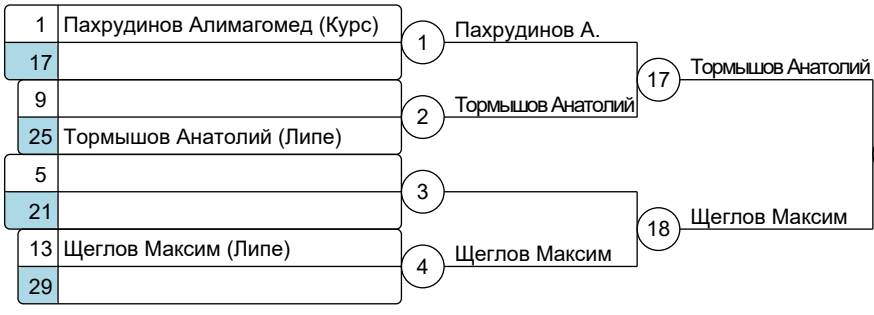 1 Пахрудинов Алимагомед (Курс)
17
1 Пахрудинов А.
9
25 Тормышов Анатолий (Липе)
2 Тормышов Анатолий
17 Тормышов Анатолий
5
21
3
13 Щеглов Максим (Липе)
29
4 Щеглов Максим
18 Щеглов Максим